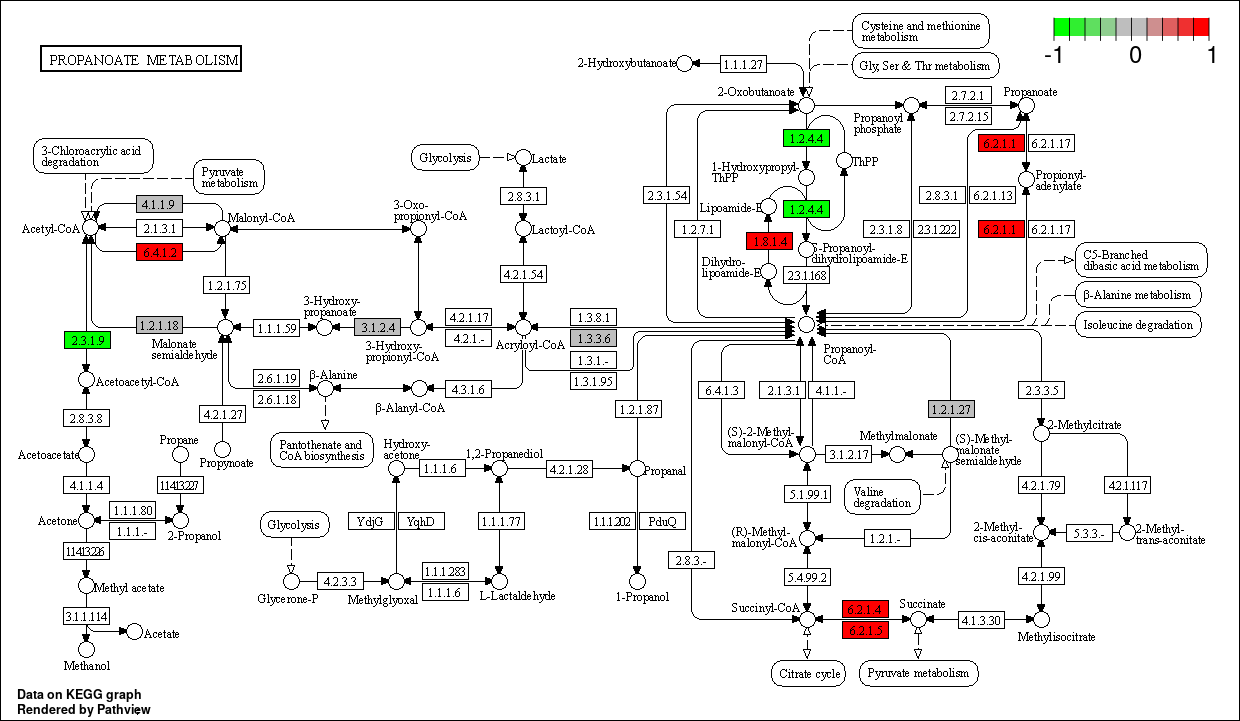 PROPANOATE METABOLISM
-1
0
1
Cysteine and methionine
metabolism
Gly, Ser & Thr metabolism
2-Hydroxybutanoate
1.1.1.27
2-Oxobutanoate
Propanoyl
phosphate
2.7.2.1
2.7.2.15
Propanoate
1.2.4.4
ThPP
6.2.1.1
6.2.1.17
1-Hydroxypropyl-
ThPP
Propionyl-
adenylate
2.3.1.54
Lipoamide-E
1.2.4.4
2.8.3.1
6.2.1.13
1.2.7.1
1.8.1.4
5-Propanoyl-
dihydrolipoamide-E
2.3.1.8
2.3.1.222
6.2.1.1
6.2.1.17
Dihydro-
lipoamide-E
2.3.1.168
C5-Branched
dibasic acid metabolism
β-Alanine metabolism
Isoleucine degradation
3-Chloroacrylic acid
degradation
Pyruvate
metabolism
Glycolysis
Lactate
4.1.1.9
Acetyl-CoA
2.1.3.1
Malonyl-CoA
6.4.1.2
3-Oxo-
propionyl-CoA
2.8.3.1
Lactoyl-CoA
4.2.1.54
1.2.1.75
3-Hydroxy-
propanoate
1.2.1.18
1.1.1.59
3.1.2.4
4.2.1.17
4.2.1.-
1.3.8.1
1.3.3.6
1.3.1.-
1.3.1.95
2.3.1.9
Malonate
semialdehyde
3-Hydroxy-
propionyl-CoA
Acryloyl-CoA
Propanoyl-
CoA
Acetoacetyl-CoA
2.6.1.19
2.6.1.18
β-Alanine
β-Alanyl-CoA
4.3.1.6
1.2.1.87
6.4.1.3
2.1.3.1
4.1.1.-
1.2.1.27
2.3.3.5
2.8.3.8
4.2.1.27
Pantothenate and
CoA biosynthesis
Propane
Acetoacetate
Propynoate
Hydroxy-
acetone
1.1.1.6
1,2-Propanediol
4.2.1.28
Propanal
(S)-2-Methyl-
malonyl-CoA
3.1.2.17
Methylmalonate
(S)-Methyl-
malonate
semialdehyde
2-Methylcitrate
4.1.1.4
1.14.13.227
Valine
degradation
5.1.99.1
4.2.1.79
4.2.1.117
Acetone
1.1.1.80
1.1.1.-
2-Propanol
Glycolysis
YdjG
YqhD
1.1.1.77
1.1.1.202
PduQ
(R)-Methyl-
malonyl-CoA
1.2.1.-
2-Methyl-
cis-aconitate
5.3.3.-
2-Methyl-
trans-aconitate
1.14.13.226
2.8.3.-
Methyl acetate
Glycerone-P
4.2.3.3
Methylglyoxal
1.1.1.283
1.1.1.6
L-Lactaldehyde
1-Propanol
5.4.99.2
4.2.1.99
3.1.1.114
Acetate
Methanol
Succinyl-CoA
6.2.1.4
6.2.1.5
Succinate
4.1.3.30
Methylisocitrate
Citrate cycle
Pyruvate metabolism
Data on KEGG graph
Rendered by Pathview